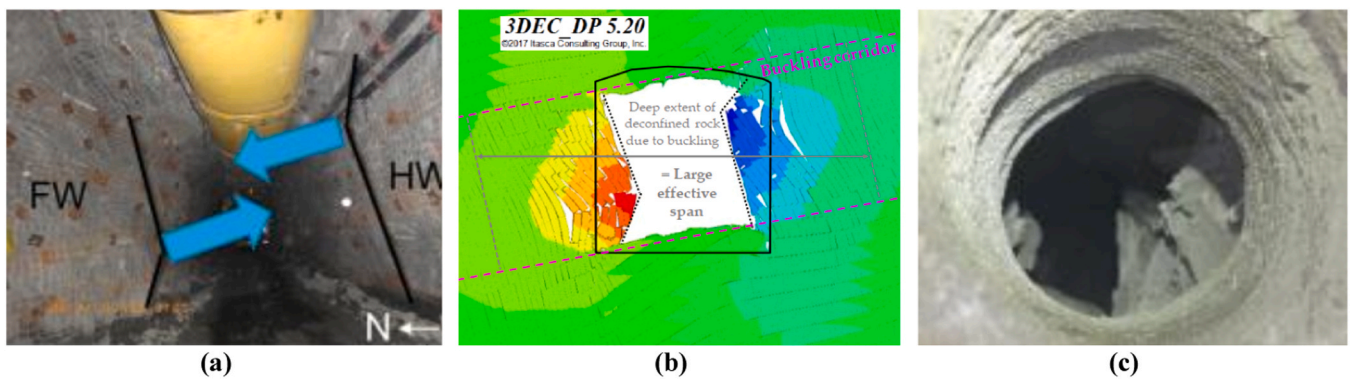 FW
HW
N
3DEC_DP 5.20
©2017 Itasca Consulting Group, Inc.
Buckling corridor
Deep extent of
deconfined rock
due to buckling
= Large
effective
span
(a)
(b)
(c)